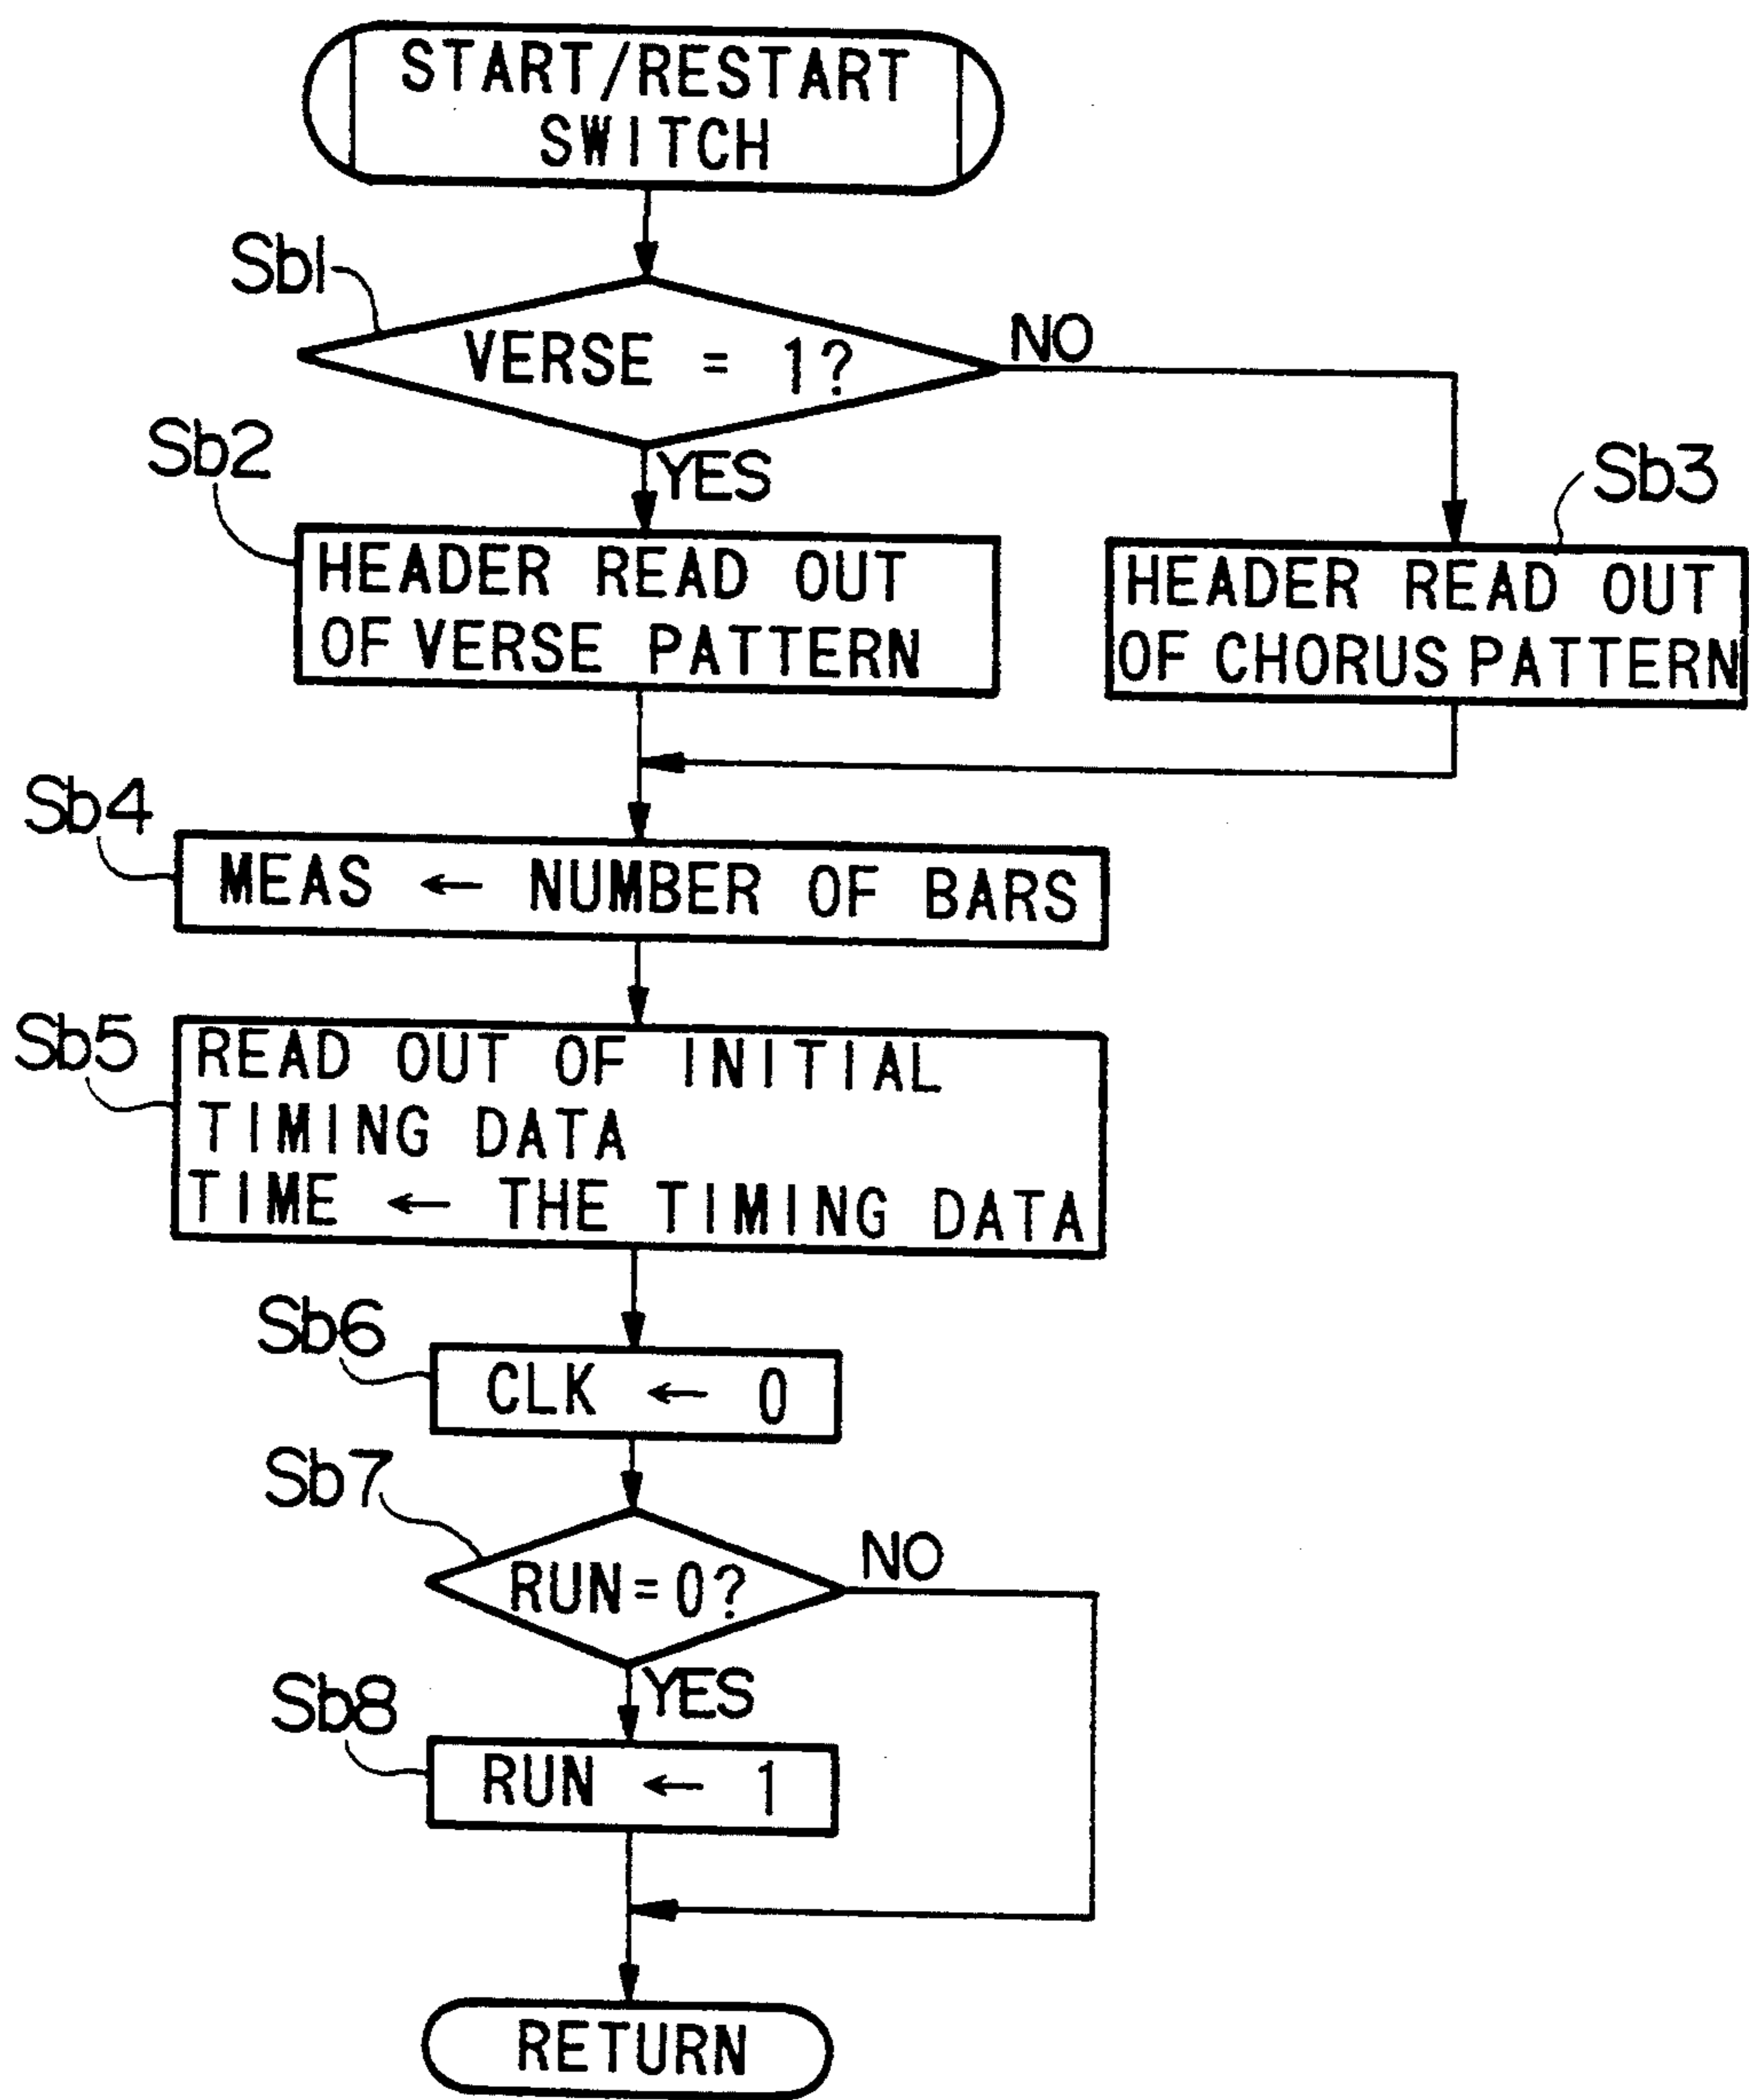 START/RESTART
SWITCH
Sb1
VERSE = 1?
NO
Sb2
YES
Sb3
HEADER READ OUT
OF VERSE PATTERN
HEADER READ OUT
OF CHORUS PATTERN
Sb4
MEAS ← NUMBER OF BARS
Sb5
READ OUT OF INITIAL
TIMING DATA
TIME ← THE TIMING DATA
Sb6
CLK ← 0
Sb7
RUN=0?
NO
YES
Sb8
RUN ← 1
RETURN